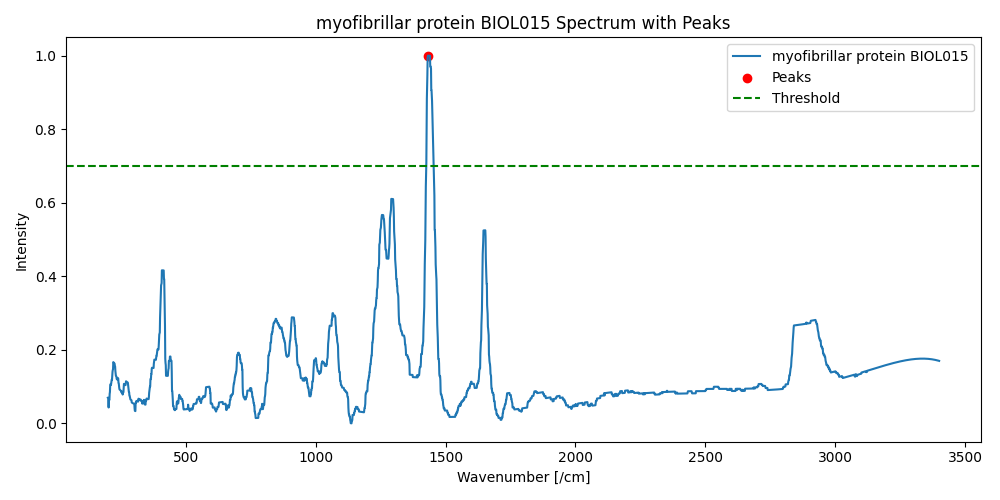 myofibrillar protein BIOL015 Spectrum with Peaks
myofibrillar protein BIOL015
Peaks
Threshold
Intensity
1.0
0.8
0.6
0.4
0.2
0.0
500 1000 1500 2000 2500 3000 3500
Wavenumber [/cm]